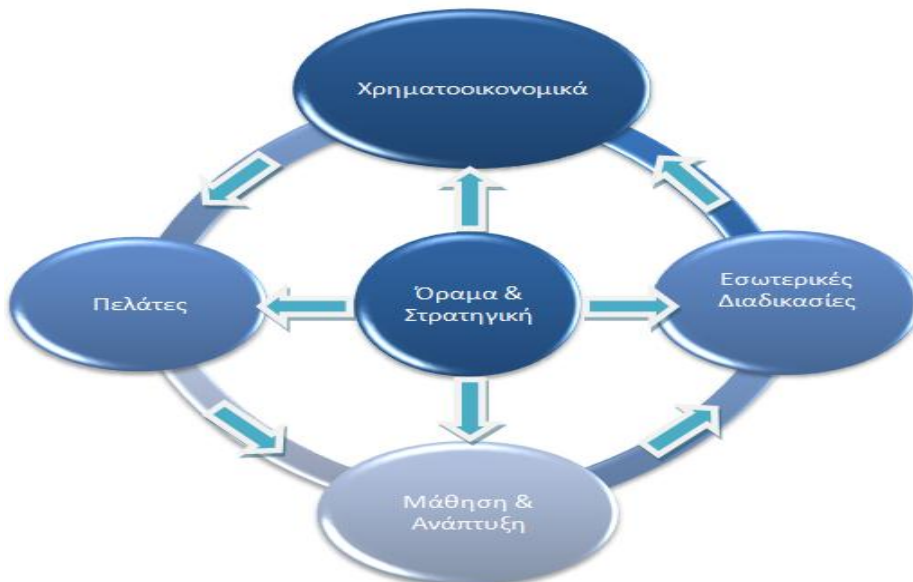 Χρηματοοικονομικά
Πελάτες
Όραμα &
Στρατηγική
Εσωτερικές
Διαδικασίες
Μάθηση &
Ανάπτυξη